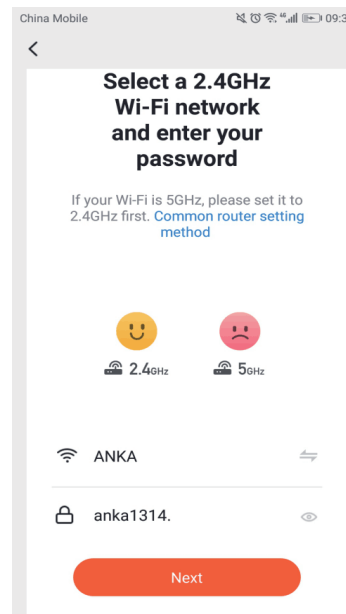 China Mobile 46 09:3
Select a 2.4GHz
Wi-Fi network
and enter your
password
If your Wi-Fi is 5GHz, please set it to
2.4GHz first. Common router setting
method
2.4GHz 5GHz
ANKA
anka1314.
Next